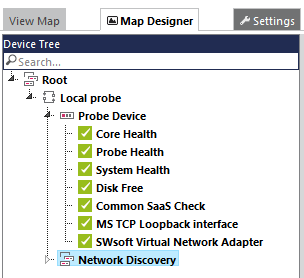 View Map Map Designer Settings
Device Tree
Search...
Root
Local probe
Probe Device
Core Health
Probe Health
System Health
Disk Free
Common SaaS Check
MS TCP Loopback interface
SWsoft Virtual Network Adapter
Network Discovery